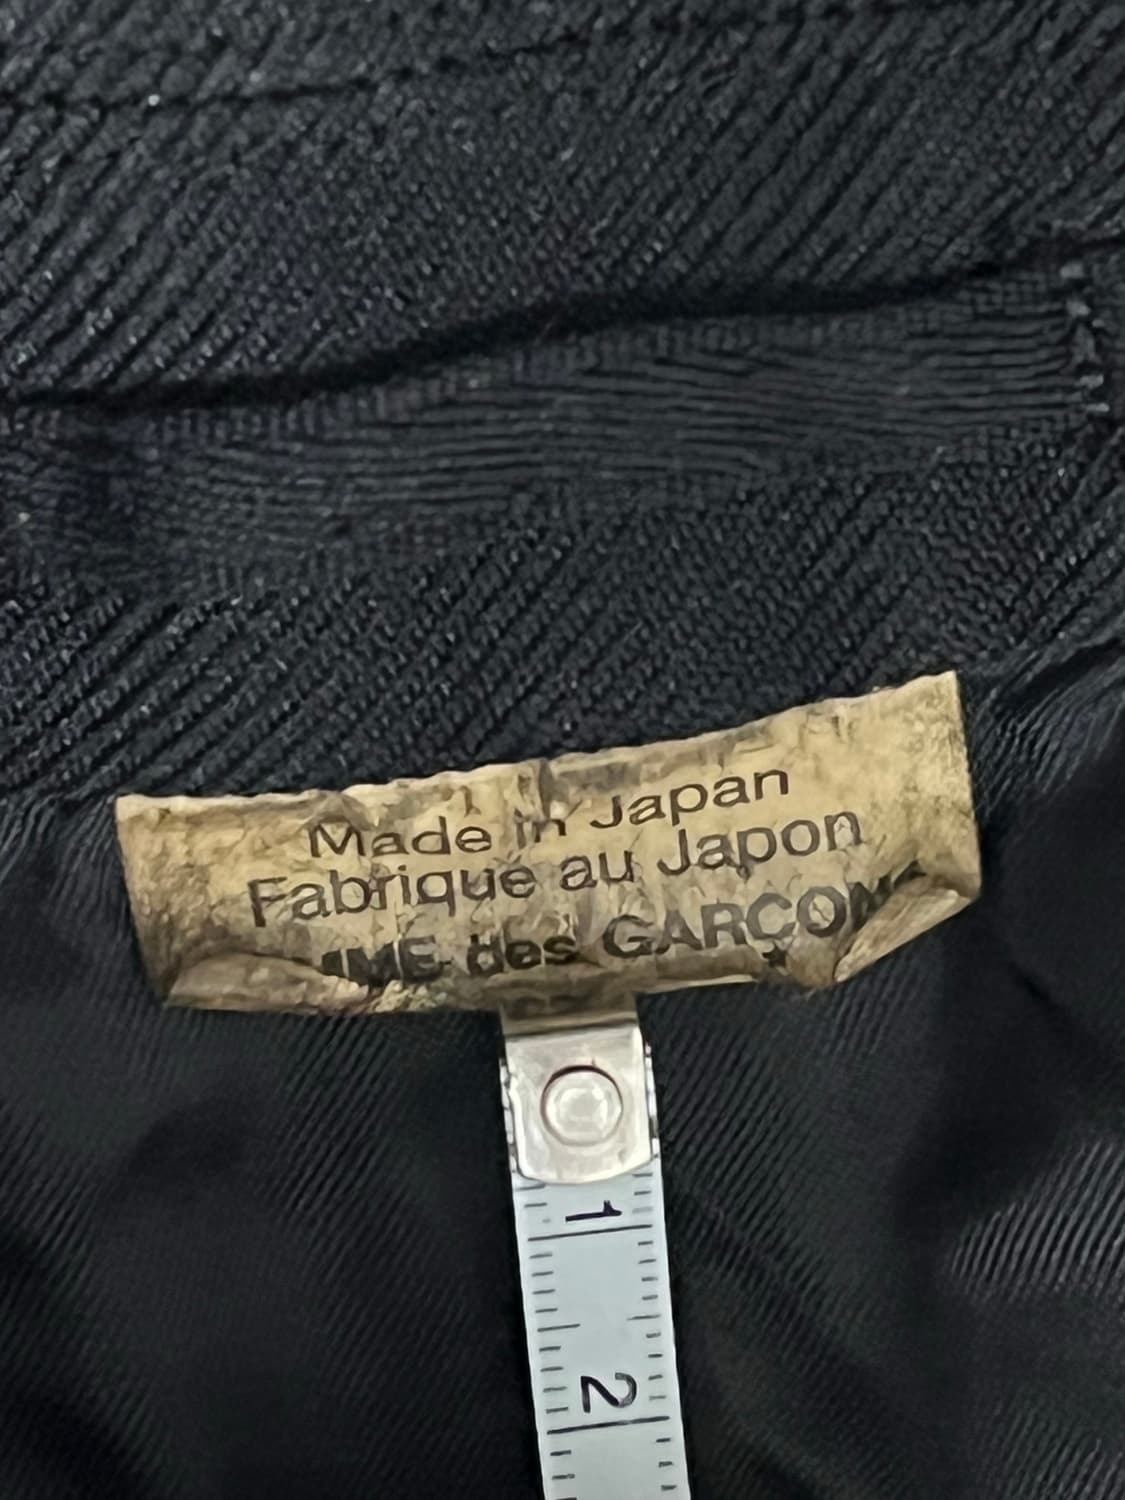 Made in Japan
Fabrique au Japon
des GARÇON
1
2